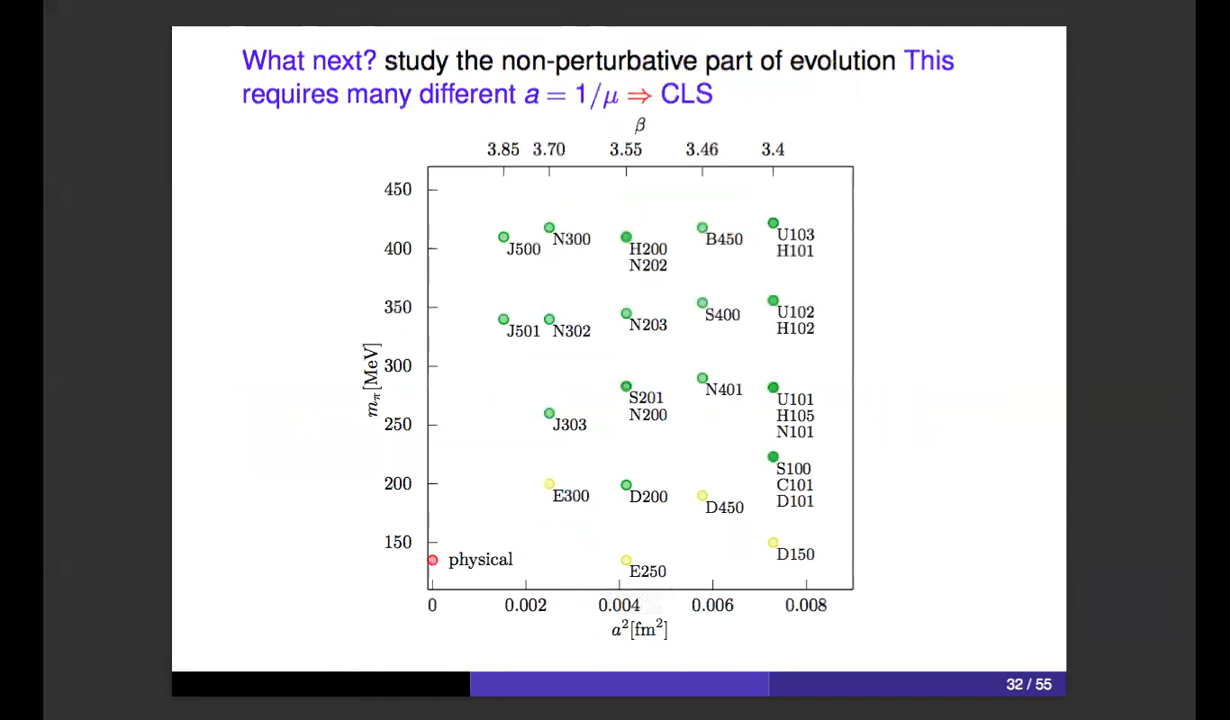 What next? study the non-perturbative part of evolution This
requires many different a = 1/μ ⇒ CLS
β
3.85 3.70 3.55 3.46 3.4
450
N300 B450 U103
400 J500 H200 H101
N202
350
J501 N302 N203 S400 U102
H102
mπ[MeV]
300
S201 N401 U101
N200 H105
250 J303 N101
S100
200 E300 D200 D450 C101
D101
150
physical E250 D150
0 0.002 0.004 0.006 0.008
a²[fm²]
32 / 55